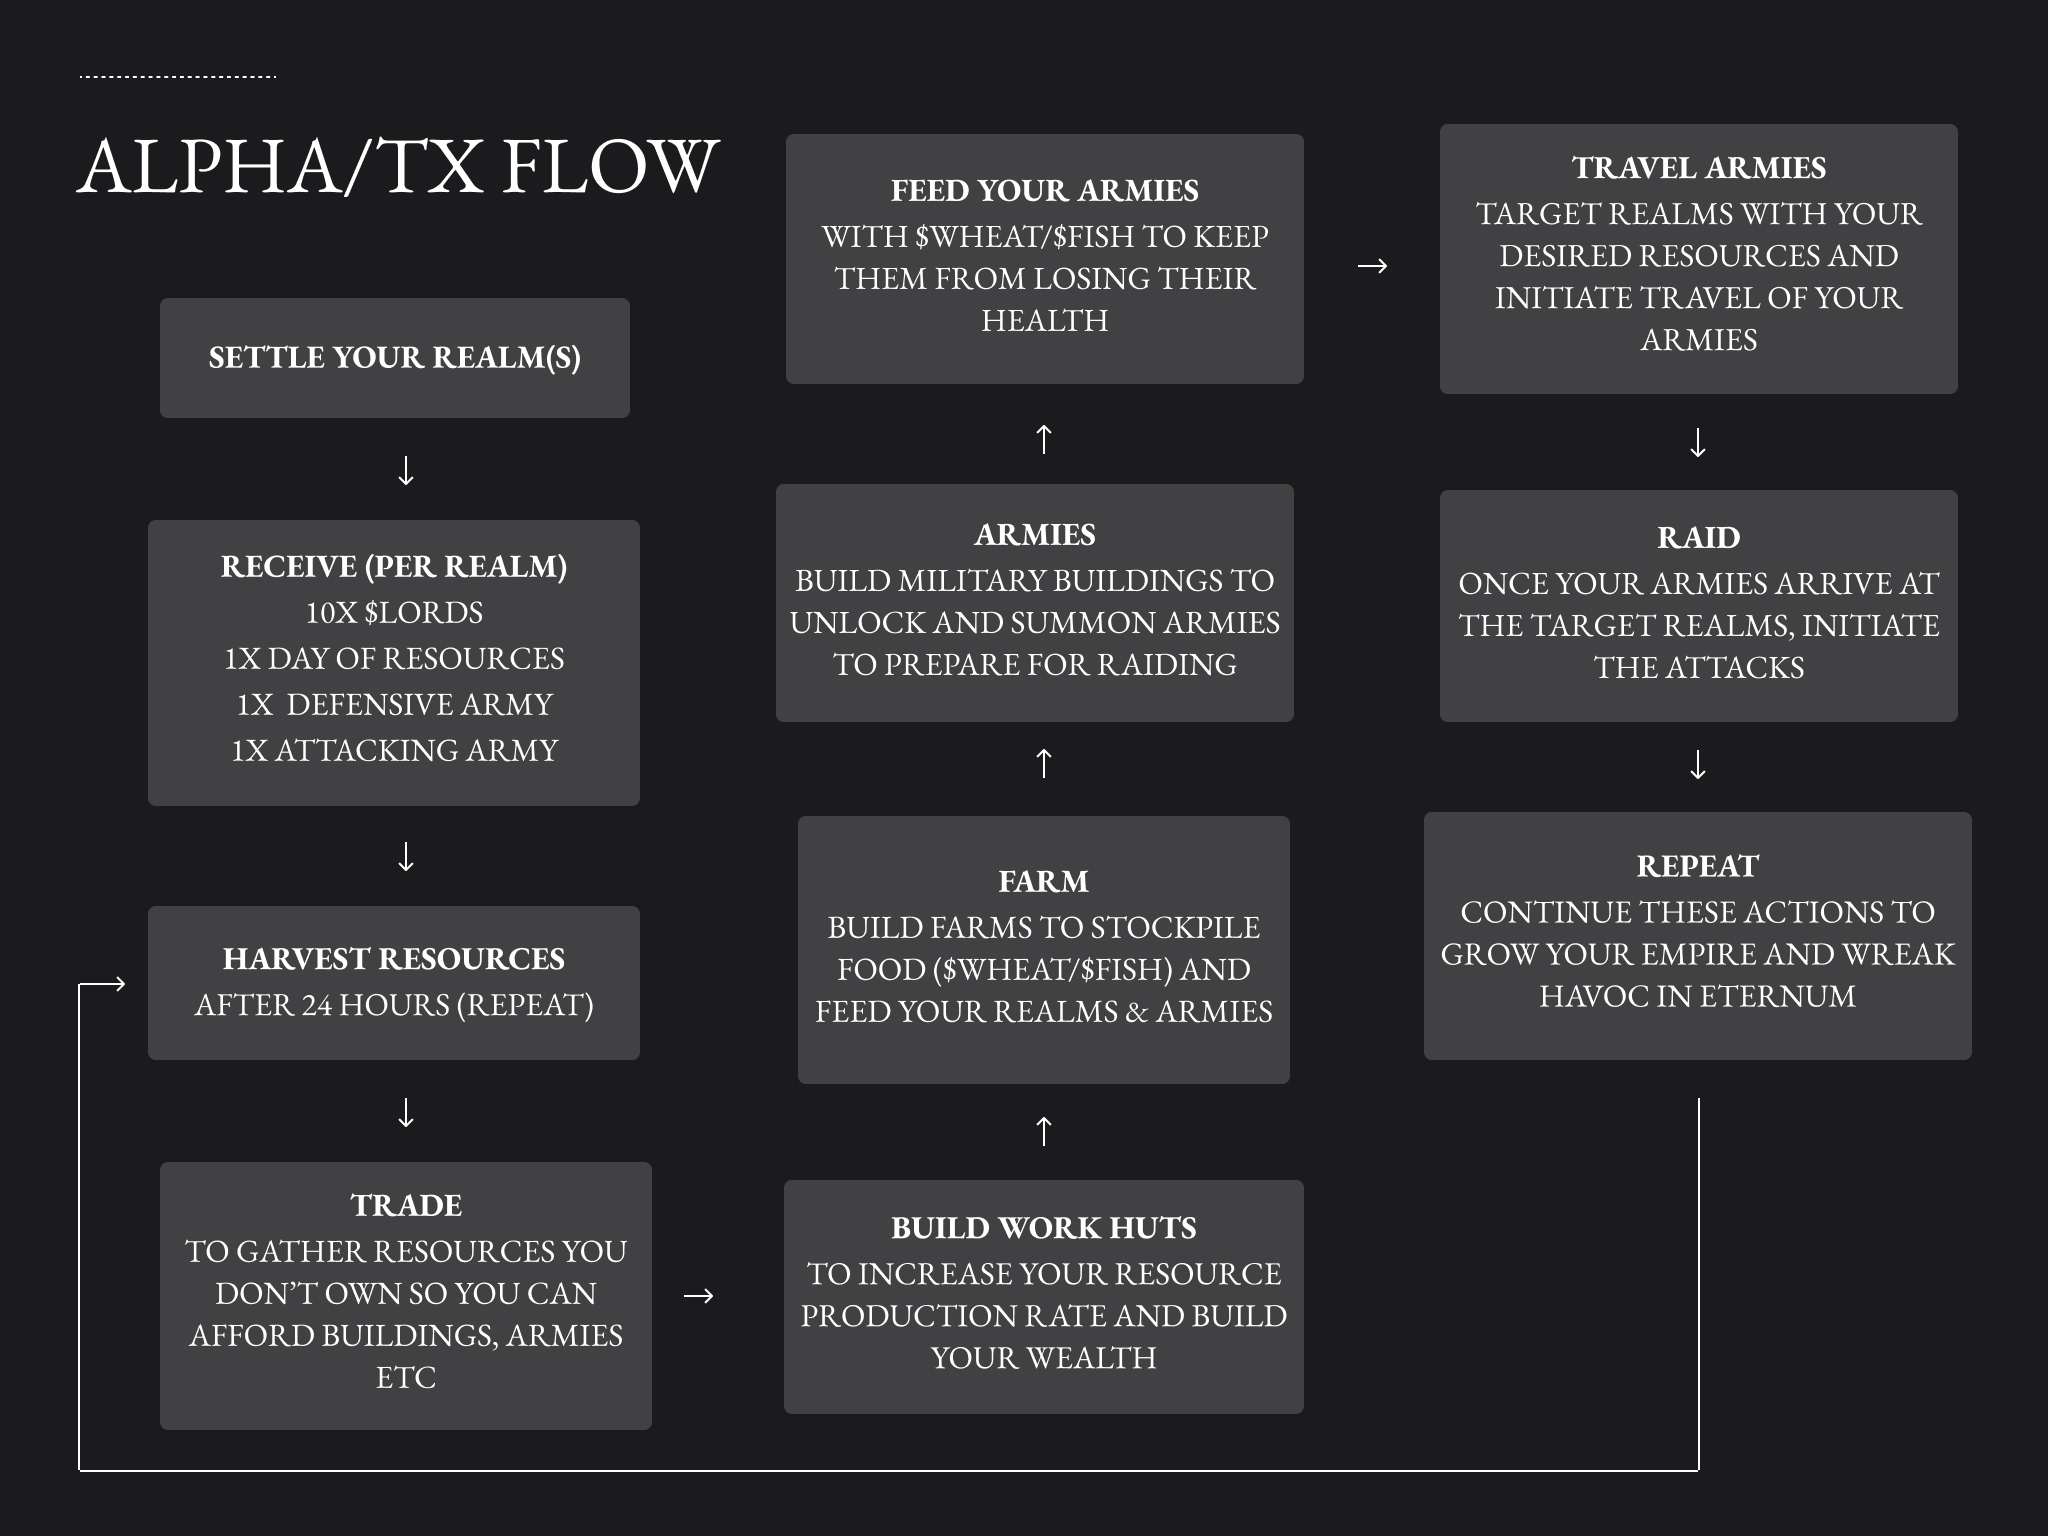 ALPHA/TX FLOW
SETTLE YOUR REALM(S)
RECEIVE (PER REALM)
10X $LORDS
1X DAY OF RESOURCES
1X  DEFENSIVE ARMY
1X ATTACKING ARMY
HARVEST RESOURCES
AFTER 24 HOURS (REPEAT)
TRADE
TO GATHER RESOURCES YOU
DON’T OWN SO YOU CAN
AFFORD BUILDINGS, ARMIES
ETC
BUILD WORK HUTS
TO INCREASE YOUR RESOURCE
PRODUCTION RATE AND BUILD
YOUR WEALTH
FARM
BUILD FARMS TO STOCKPILE
FOOD ($WHEAT/$FISH) AND
FEED YOUR REALMS & ARMIES
ARMIES
BUILD MILITARY BUILDINGS TO
UNLOCK AND SUMMON ARMIES
TO PREPARE FOR RAIDING
FEED YOUR ARMIES
WITH $WHEAT/$FISH TO KEEP
THEM FROM LOSING THEIR
HEALTH
TRAVEL ARMIES
TARGET REALMS WITH YOUR
DESIRED RESOURCES AND
INITIATE TRAVEL OF YOUR
ARMIES
RAID
ONCE YOUR ARMIES ARRIVE AT
THE TARGET REALMS, INITIATE
THE ATTACKS
REPEAT
CONTINUE THESE ACTIONS TO
GROW YOUR EMPIRE AND WREAK
HAVOC IN ETERNUM